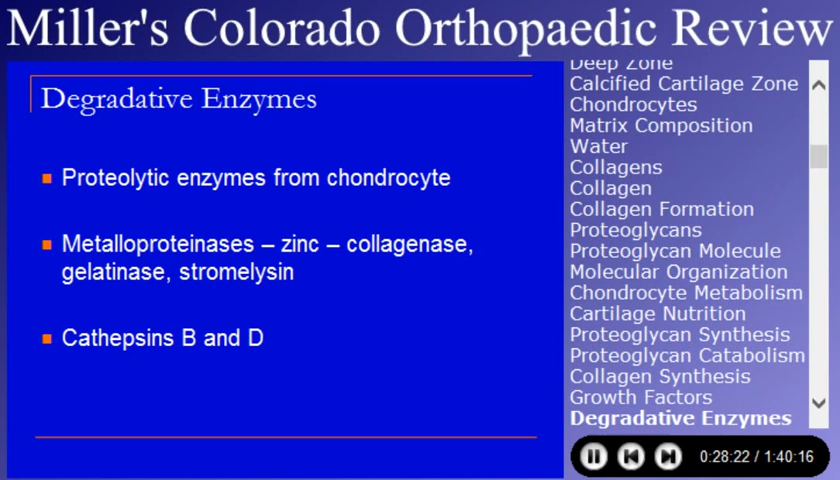 Miller's Colorado Orthopaedic Review
Degradative Enzymes
Proteolytic enzymes from chondrocyte
Metalloproteinases – zinc – collagenase,
gelatinase, stromelysin
Cathepsins B and D
Deep Zone
Calcified Cartilage Zone
Chondrocytes
Matrix Composition
Water
Collagens
Collagen
Collagen Formation
Proteoglycans
Proteoglycan Molecule
Molecular Organization
Chondrocyte Metabolism
Cartilage Nutrition
Proteoglycan Synthesis
Proteoglycan Catabolism
Collagen Synthesis
Growth Factors
Degradative Enzymes
0:28:22 / 1:40:16